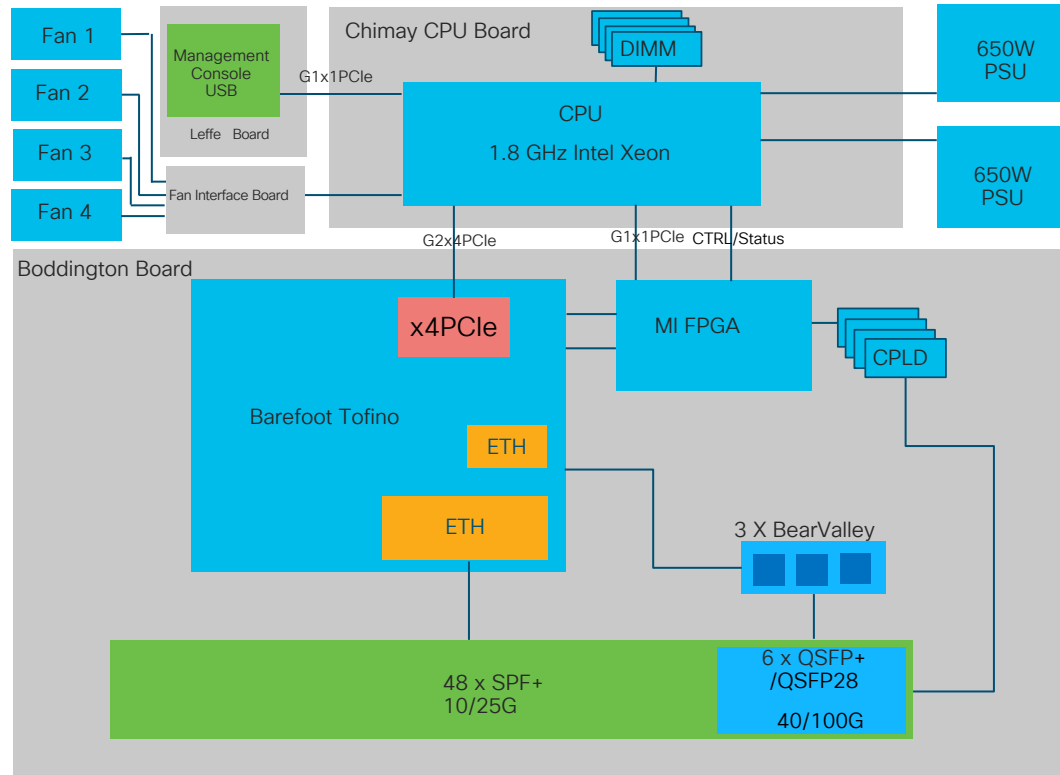 Fan 1
Fan 2
Fan 3
Fan 4
Management
Console
USB
Leffe Board
Fan Interface Board
G1x1PCIe
Chimay CPU Board
DIMM
CPU
1.8 GHz Intel Xeon
650W
PSU
650W
PSU
G2x4PCIe
G1x1PCIe
CTRL/Status
Boddington Board
x4PCIe
MI FPGA
CPLD
Barefoot Tofino
ETH
ETH
3 X BearValley
48 x SPF+
10/25G
6 x QSFP+
/QSFP28
40/100G